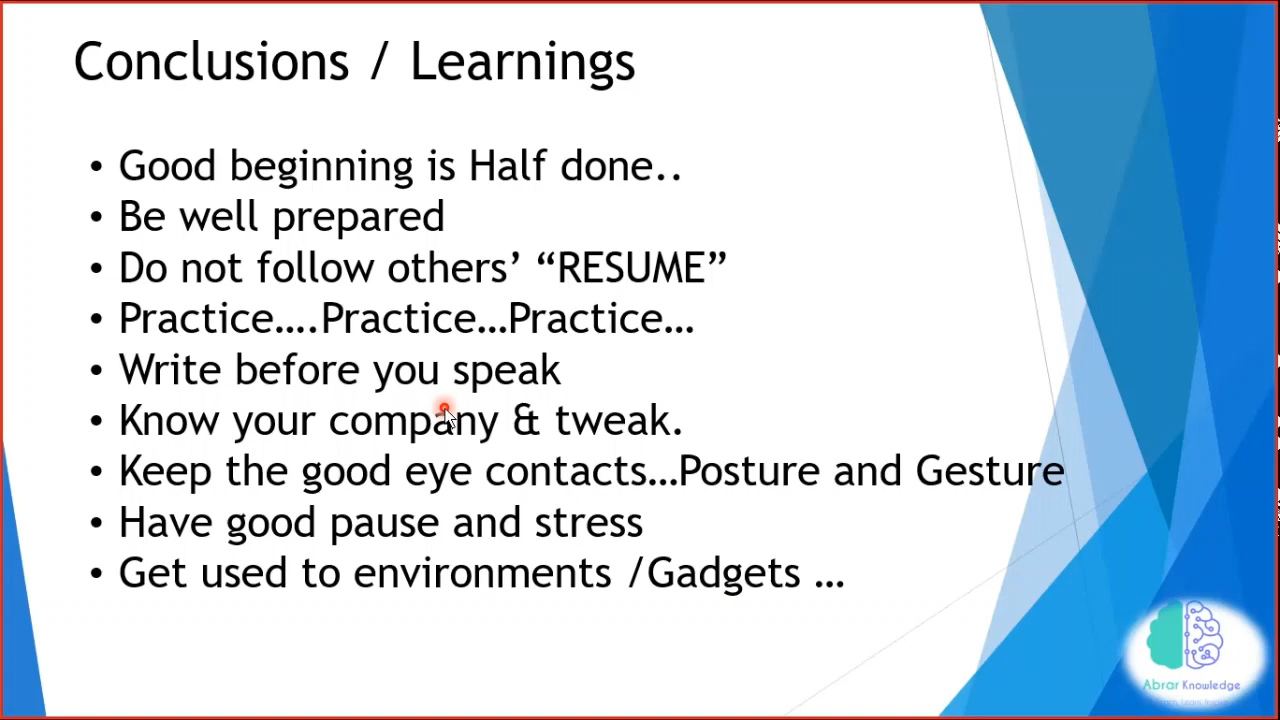 Conclusions / Learnings
• Good beginning is Half done..
• Be well prepared
• Do not follow others’ “RESUME”
• Practice....Practice...Practice...
• Write before you speak
• Know your company & tweak.
• Keep the good eye contacts...Posture and Gesture
• Have good pause and stress
• Get used to environments /Gadgets ...
Abrar Knowledge